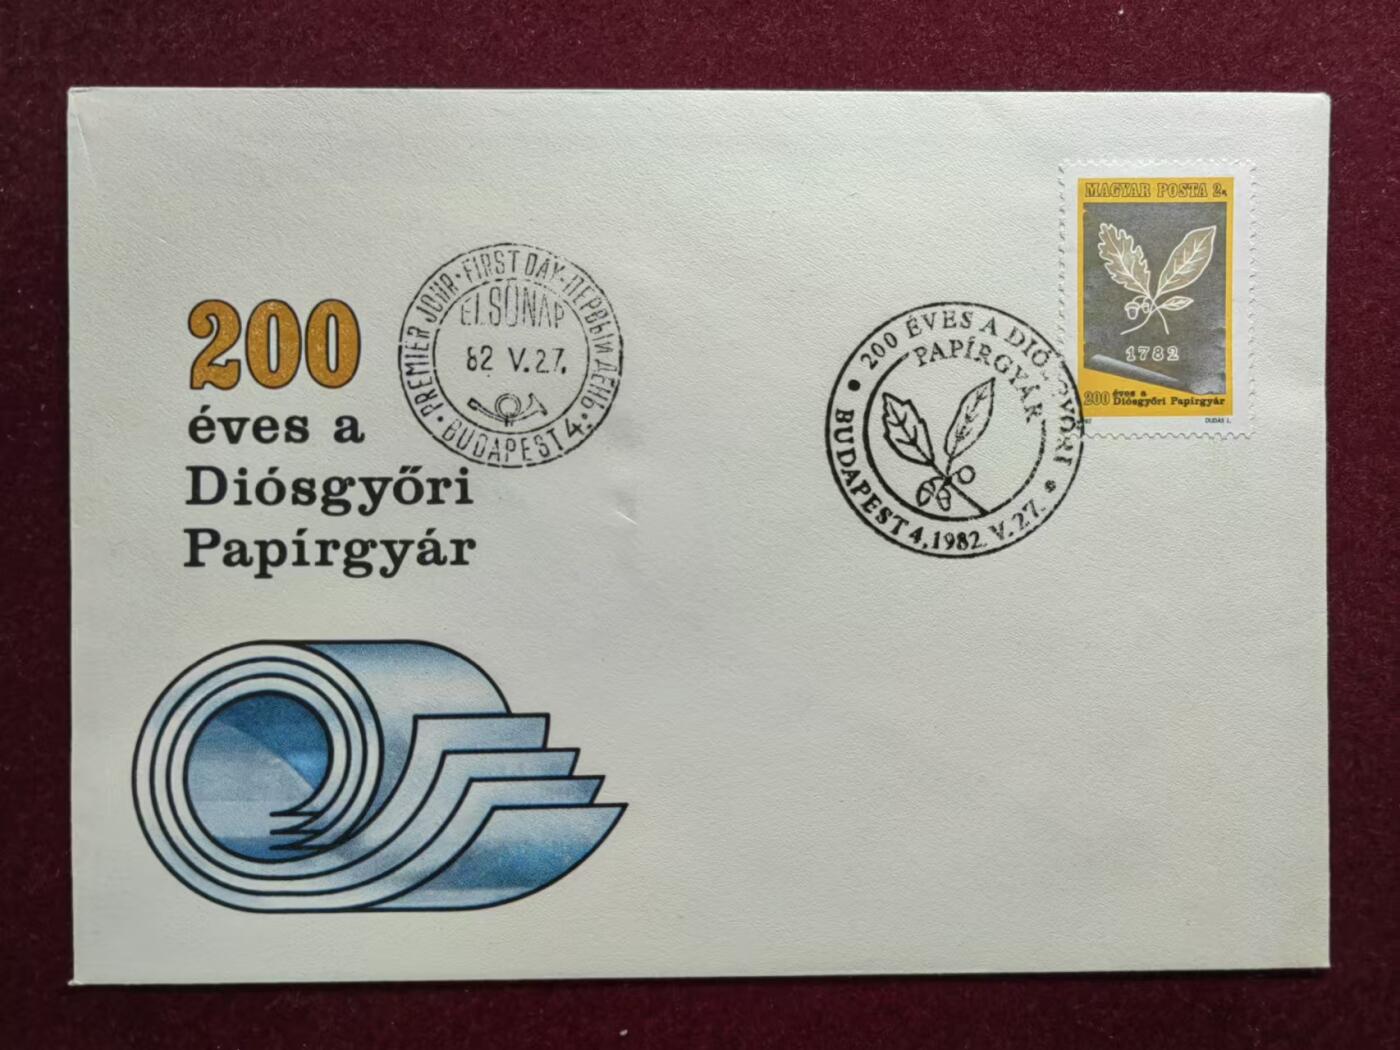 200
éves a
Diósgyőri
Papírgyár
PREMIER JOUR · FIRST DAY · ПЕРВЫЙ ДЕНЬ ·
ELSŐNAP
82 V.27.
BUDAPEST 4.
200 ÉVES A DIÓSGYŐRI
PAPÍRGYÁR
BUDAPEST 4, 1982. V. 27.
MAGYAR POSTA 2
1782
200 éves a
Diósgyőri Papírgyár
DUDÁS L.